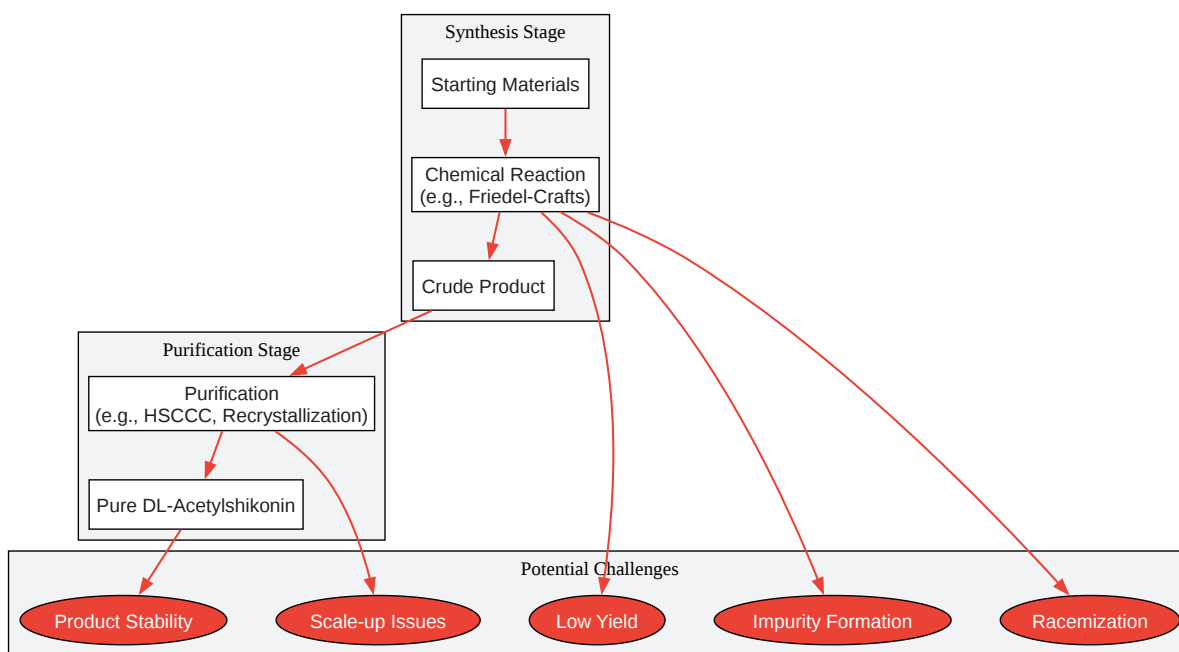 Synthesis Stage
Starting Materials
Chemical Reaction
(e.g., Friedel-Crafts)
Crude Product
Purification Stage
Purification
(e.g., HSCCC, Recrystallization)
Pure DL-Acetylshikonin
Potential Challenges
Product Stability
Scale-up Issues
Low Yield
Impurity Formation
Racemization